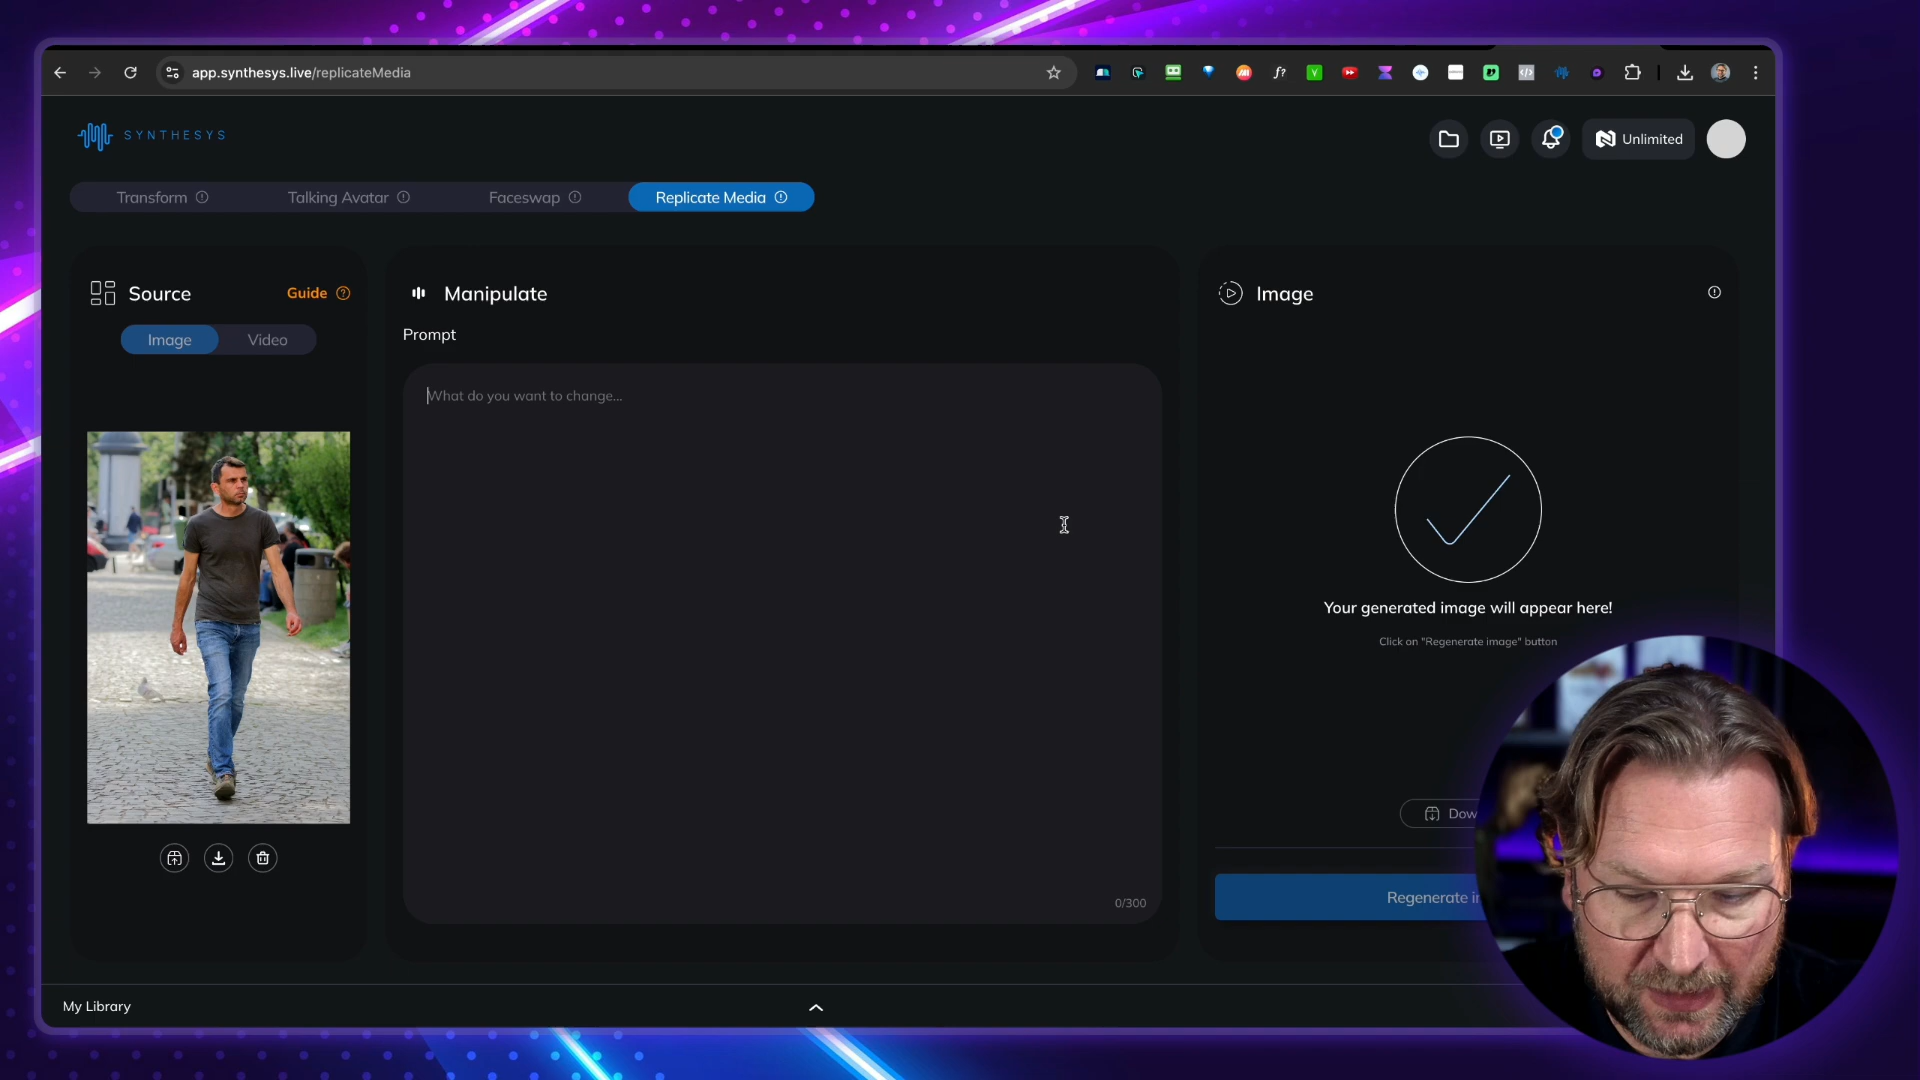 app.synthesys.live/replicateMedia
SYNTHESYS
Unlimited
Transform
Talking Avatar
Faceswap
Replicate Media
Source
Guide
Image
Video
Manipulate
Prompt
What do you want to change...
0/300
Image
Your generated image will appear here!
Click on "Regenerate image" button
Dow
Regenerate i
My Library